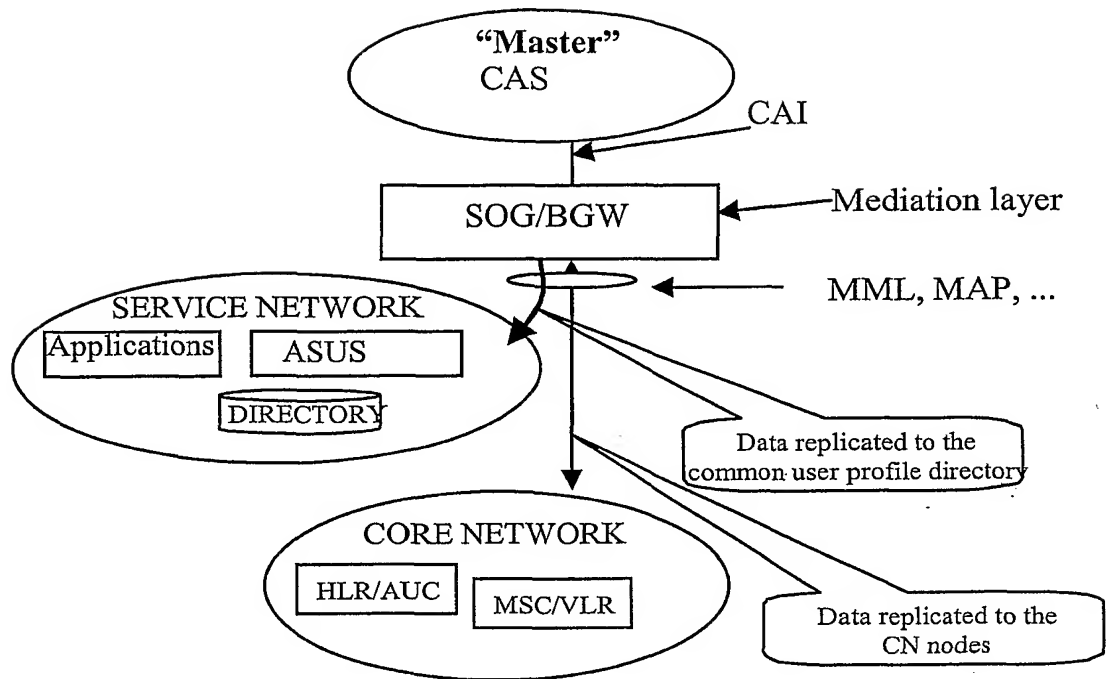 “Master”
CAS
CAI
SOG/BGW
Mediation layer
MML, MAP, ...
SERVICE NETWORK
Applications
ASUS
DIRECTORY
Data replicated to the
common user profile directory
CORE NETWORK
HLR/AUC
MSC/VLR
Data replicated to the
CN nodes